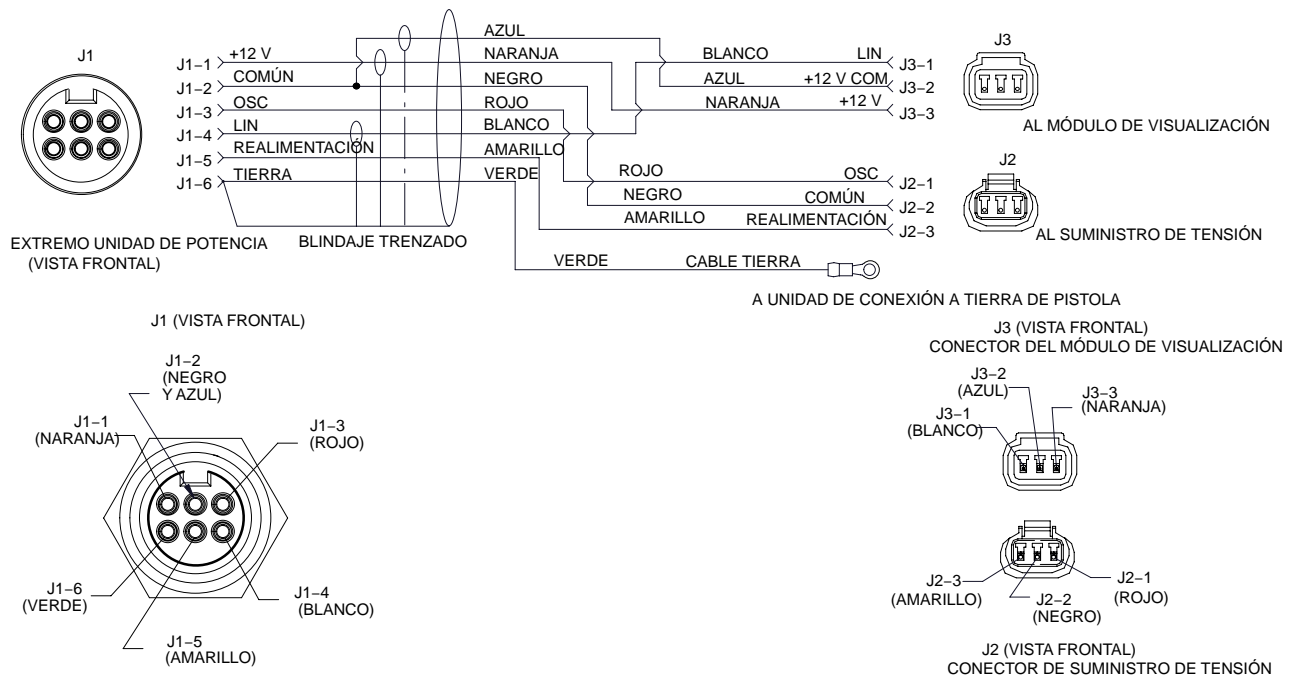 J1
J1–1
+12 V
NARANJA
J1–2
COMÚN
AZUL
NEGRO
J1–3
OSC
ROJO
J1–4
LIN
BLANCO
J1–5
REALIMENTACIÓN
AMARILLO
J1–6
TIERRA
VERDE
BLANCO
LIN
J3–1
AZUL
+12 V COM
J3–2
NARANJA
+12 V
J3–3
J3
AL MÓDULO DE VISUALIZACIÓN
ROJO
OSC
J2–1
NEGRO
COMÚN
J2–2
AMARILLO
REALIMENTACIÓN
J2–3
J2
AL SUMINISTRO DE TENSIÓN
EXTREMO UNIDAD DE POTENCIA
(VISTA FRONTAL)
BLINDAJE TRENZADO
VERDE
CABLE TIERRA
A UNIDAD DE CONEXIÓN A TIERRA DE PISTOLA
J1 (VISTA FRONTAL)
J1–2
(NEGRO
Y AZUL)
J1–1
(NARANJA)
J1–3
(ROJO)
J1–6
(VERDE)
J1–4
(BLANCO)
J1–5
(AMARILLO)
J3 (VISTA FRONTAL)
CONECTOR DEL MÓDULO DE VISUALIZACIÓN
J3–2
(AZUL)
J3–3
(NARANJA)
J3–1
(BLANCO)
J2–3
(AMARILLO)
J2–2
(NEGRO)
J2–1
(ROJO)
J2 (VISTA FRONTAL)
CONECTOR DE SUMINISTRO DE TENSIÓN